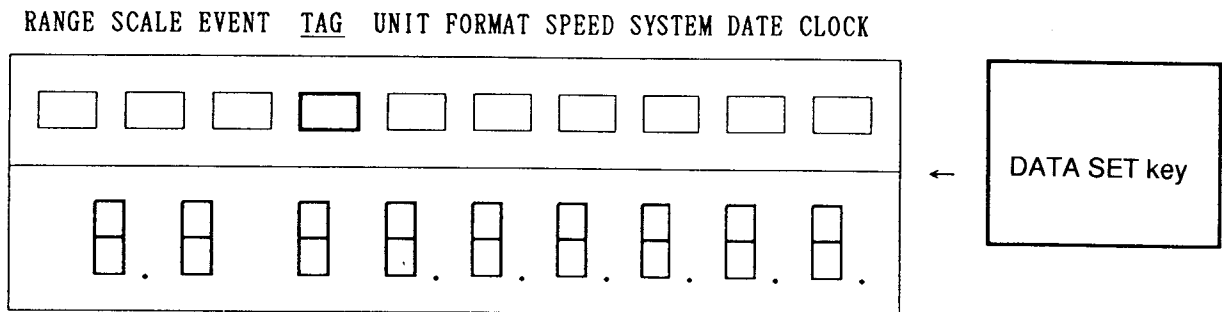 RANGE SCALE EVENT TAG UNIT FORMAT SPEED SYSTEM DATE CLOCK
← DATA SET key